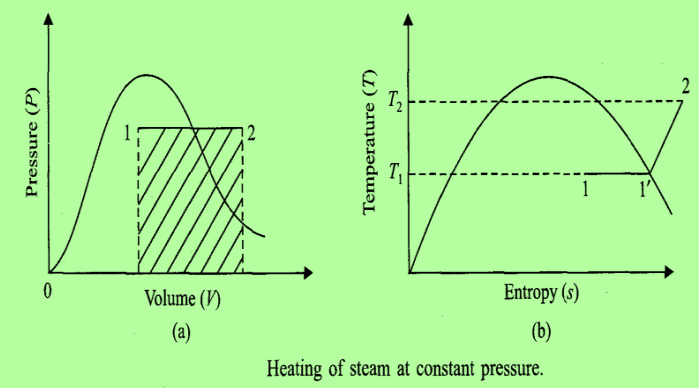 Pressure (P)
1
2
0
Volume (V)
(a)
Temperature (T)
T₂
T₁
2
1
1′
Entropy (s)
(b)
Heating of steam at constant pressure.